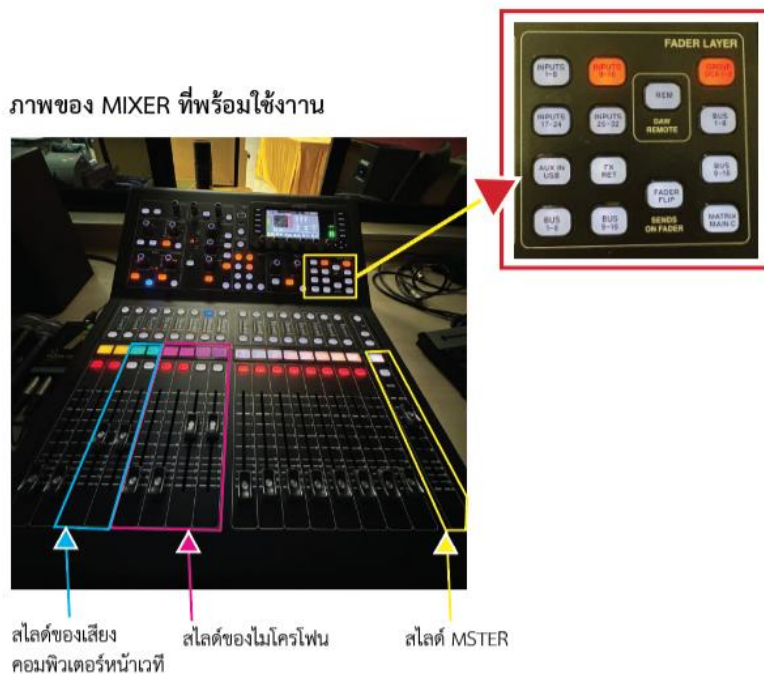 ภาพของ MIXER ที่พร้อมใช้งาาน
FADER LAYER
INPUTS
1-8
INPUTS
9-16
GROUP
DCA 1-8
REM
DAW
REMOTE
INPUTS
17-24
INPUTS
25-32
BUS
1-8
AUX IN
USB
FX
RET
BUS
9-16
FADER
FLIP
SENDS
ON FADER
BUS
1-8
BUS
9-16
MATRIX
MAIN C
สไลด์ของเสียง
คอมพิวเตอร์หน้าเวที
สไลด์ของไมโครโฟน
สไลด์ MSTER